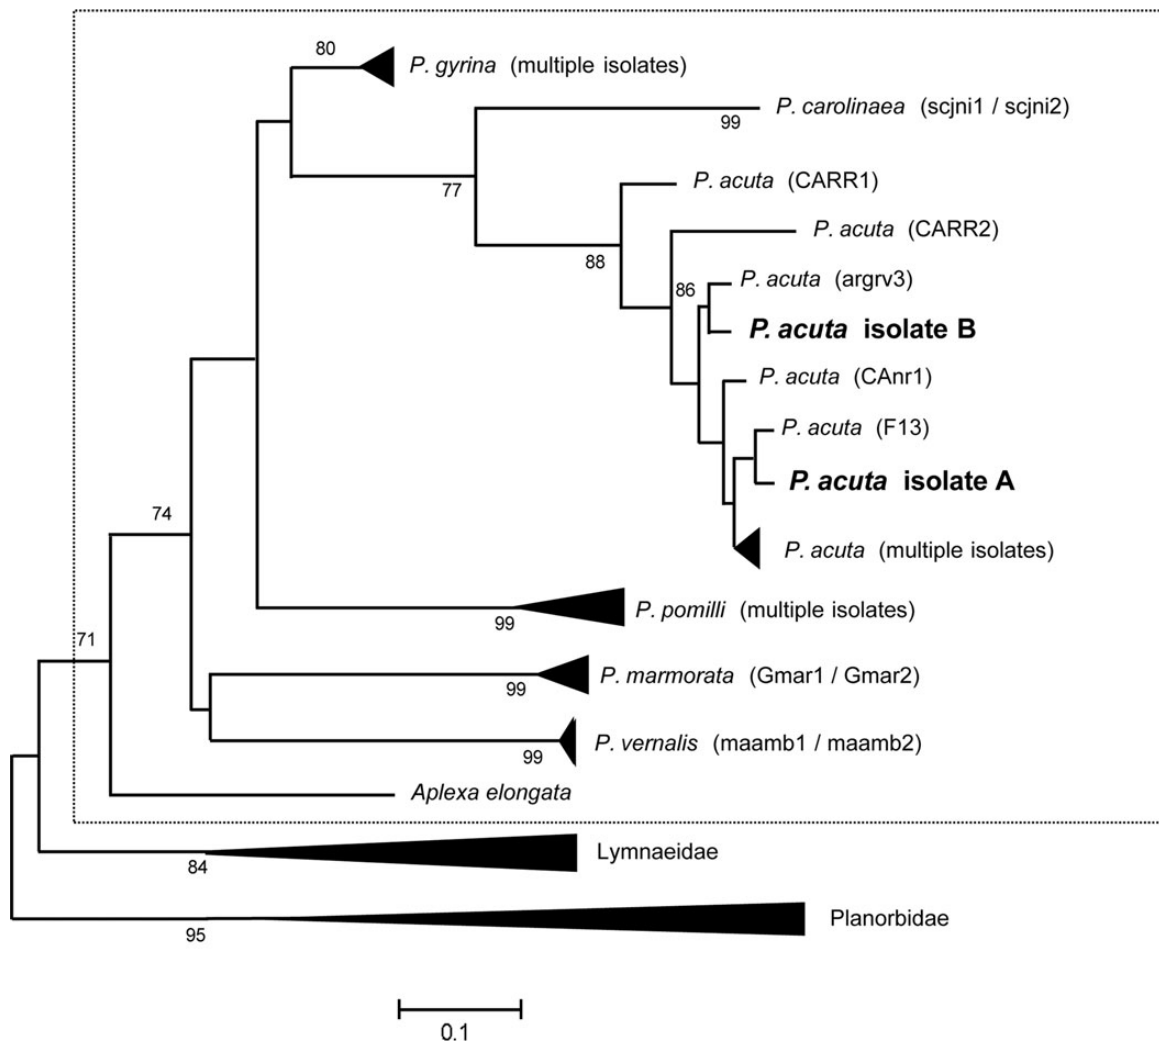 80
P. gyrina (multiple isolates)
P. carolinaea (scjni1 / scjni2)
99
P. acuta (CARR1)
77
P. acuta (CARR2)
88
P. acuta (argrv3)
86
P. acuta isolate B
P. acuta (CAnr1)
P. acuta (F13)
P. acuta isolate A
74
P. acuta (multiple isolates)
P. pomilli (multiple isolates)
99
71
P. marmorata (Gmar1 / Gmar2)
99
P. vernalis (maamb1 / maamb2)
99
Aplexa elongata
Lymnaeidae
84
Planorbidae
95
0.1